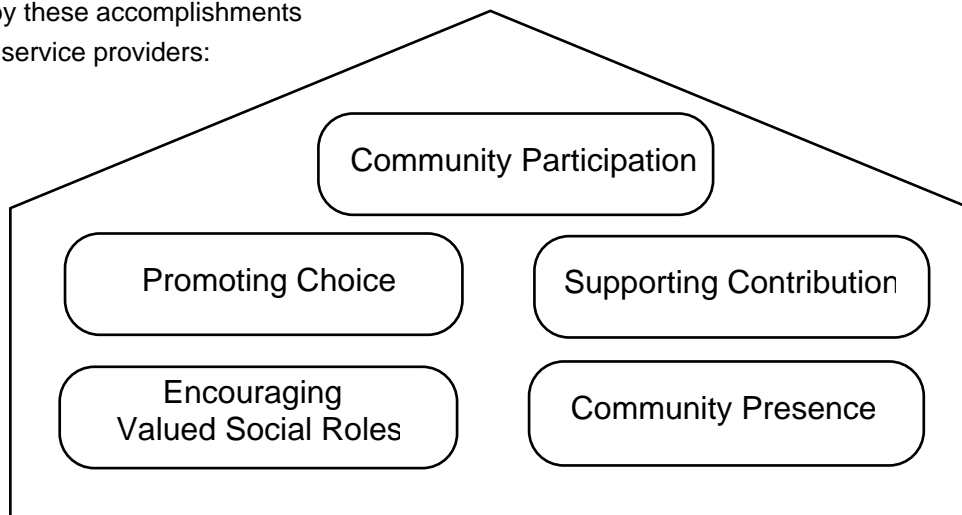 by these accomplishments
service providers:
Community Participation
Promoting Choice
Supporting Contribution
Encouraging
Valued Social Roles
Community Presence